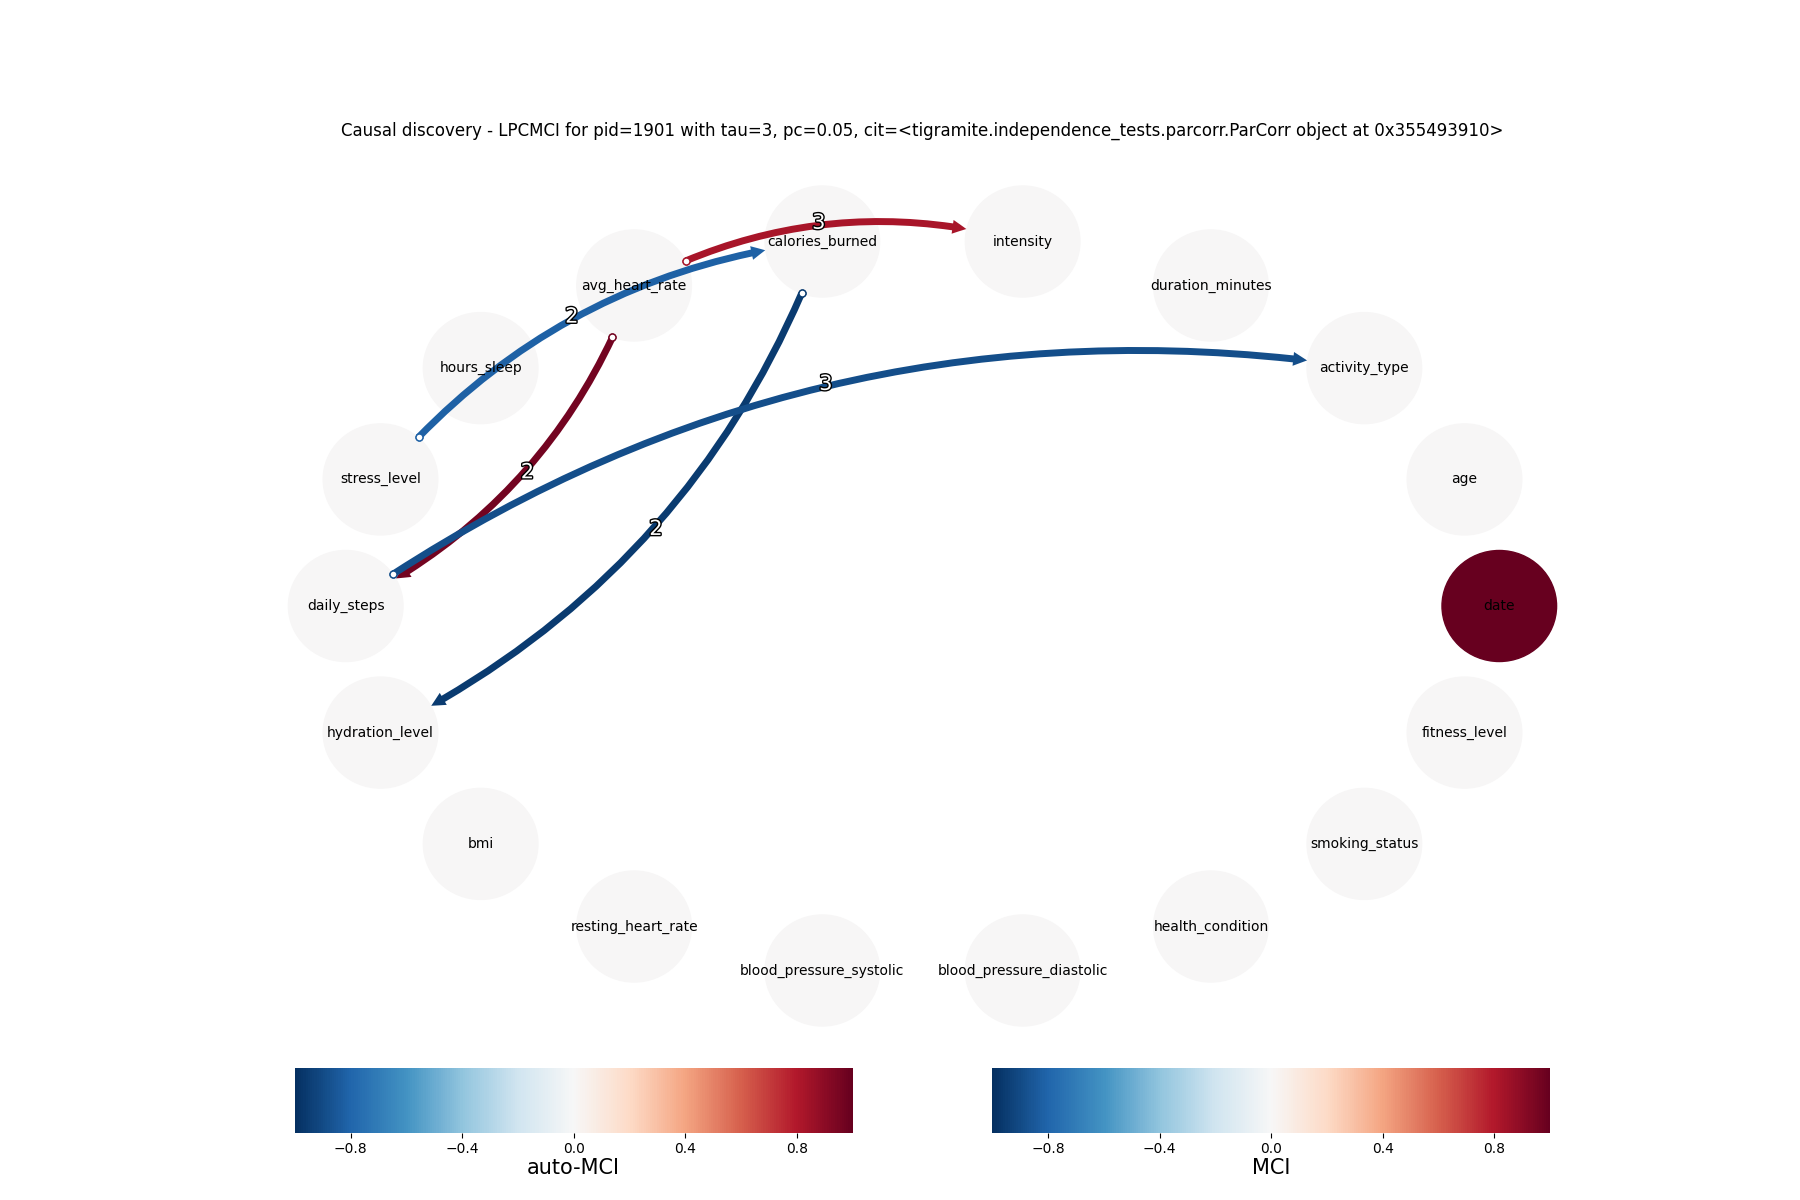 Causal discovery - LPCMCI for pid=1901 with tau=3, pc=0.05, cit=<tigramite.independence_tests.parcorr.ParCorr object at 0x355493910>
3
calories_burned
intensity
avg_heart_rate
duration_minutes
2
hours_sleep
activity_type
3
stress_level
2
age
2
daily_steps
date
hydration_level
fitness_level
bmi
smoking_status
resting_heart_rate
health_condition
blood_pressure_systolic
blood_pressure_diastolic
−0.8 −0.4 0.0 0.4 0.8
auto-MCI
−0.8 −0.4 0.0 0.4 0.8
MCI